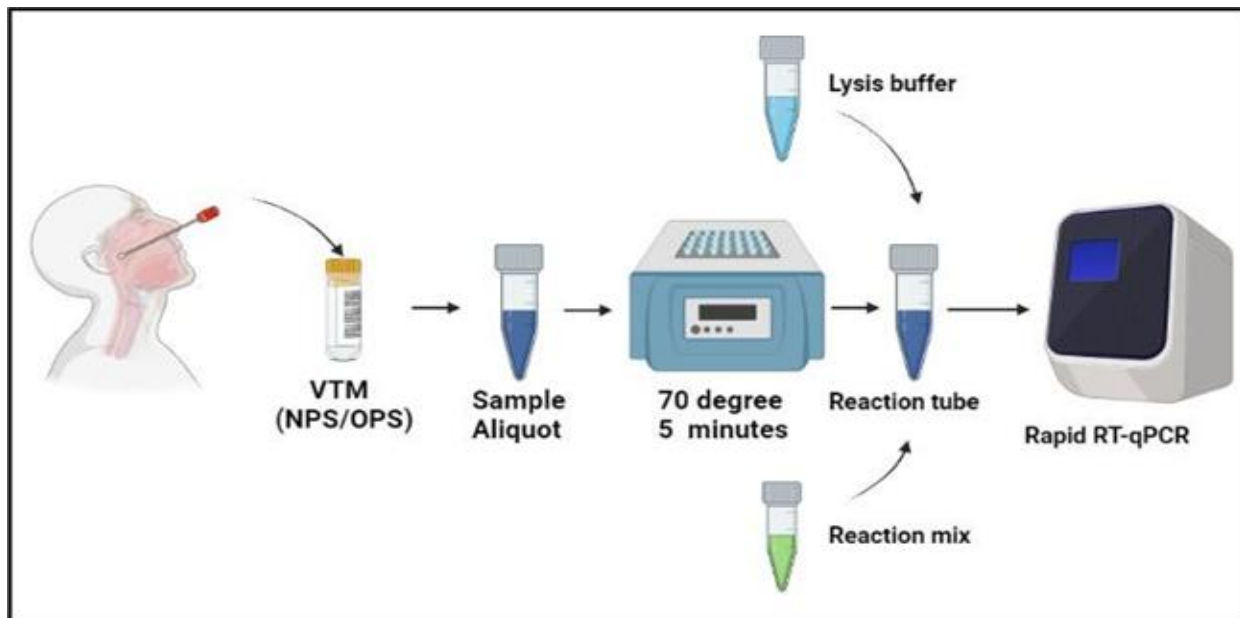 Lysis buffer
VTM
(NPS/OPS)
Sample
Aliquot
70 degree
5 minutes
Reaction tube
Rapid RT-qPCR
Reaction mix